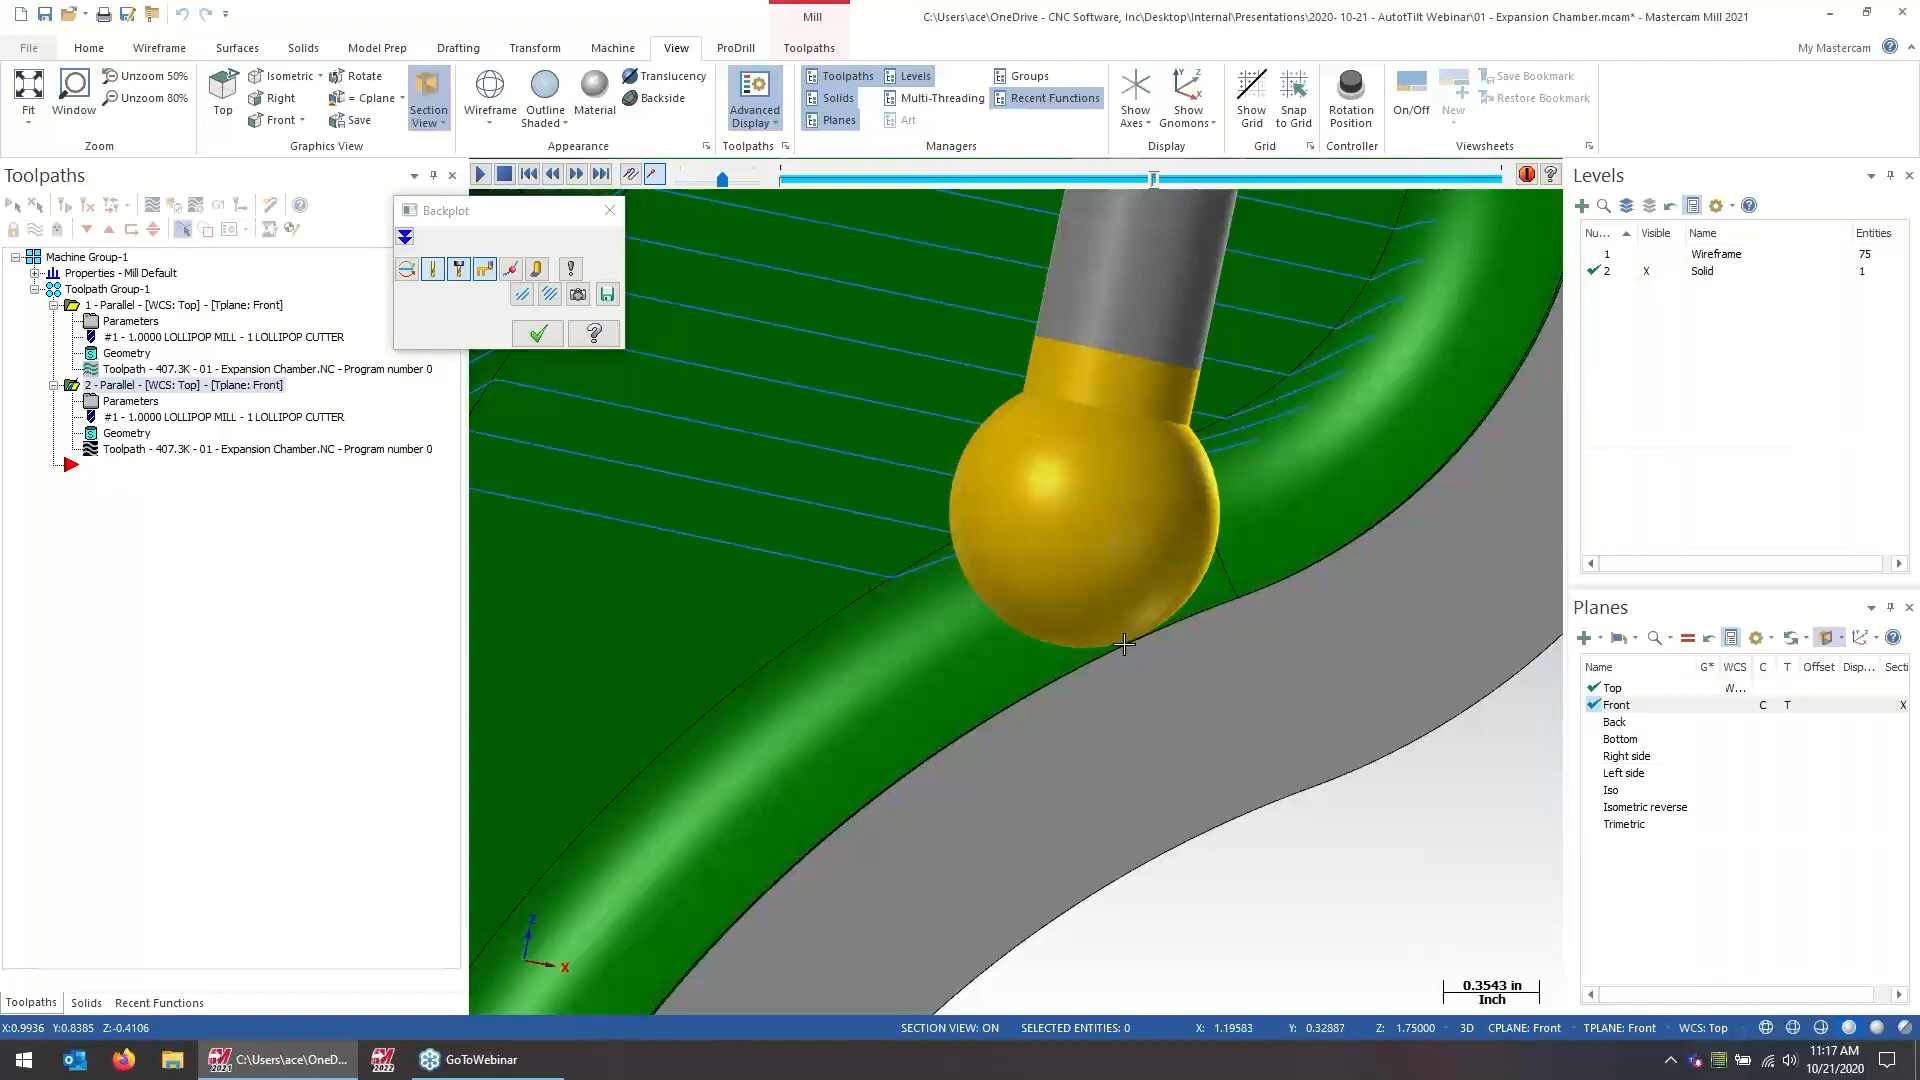 Mill
C:\Users\ace\OneDrive - CNC Software, Inc\Desktop\Internal\Presentations\2020- 10-21 - AutotTilt Webinar\01 - Expansion Chamber.mcam* - Mastercam Mill 2021
File Home Wireframe Surfaces Solids Model Prep Drafting Transform Machine View ProDrill Toolpaths My Mastercam
Unzoom 50% Isometric Rotate Translucency Toolpaths Levels Groups Save Bookmark
Unzoom 80% Right = Cplane Backside Solids Multi-Threading Recent Functions Restore Bookmark
Front Save Planes Art
Fit Window Top Section View Wireframe Outline Shaded Material Advanced Display Show Axes Show Gnomons Show Grid Snap to Grid Rotation Position On/Off New
Zoom Graphics View Appearance Toolpaths Managers Display Grid Controller Viewsheets
Toolpaths
G1
Backplot
Machine Group-1
Properties - Mill Default
Toolpath Group-1
1 - Parallel - [WCS: Top] - [Tplane: Front]
Parameters
#1 - 1.0000 LOLLIPOP MILL - 1 LOLLIPOP CUTTER
Geometry
Toolpath - 407.3K - 01 - Expansion Chamber.NC - Program number 0
2 - Parallel - [WCS: Top] - [Tplane: Front]
Parameters
#1 - 1.0000 LOLLIPOP MILL - 1 LOLLIPOP CUTTER
Geometry
Toolpath - 407.3K - 01 - Expansion Chamber.NC - Program number 0
Levels
Nu... Visible Name Entities
1 Wireframe 75
2 X Solid 1
Planes
Name G* WCS C T Offset Disp... Secti
Top W...
Front C T X
Back
Bottom
Right side
Left side
Iso
Isometric reverse
Trimetric
Z
X
0.3543 in
Inch
Toolpaths Solids Recent Functions
X:0.9936 Y:0.8385 Z:-0.4106 SECTION VIEW: ON SELECTED ENTITIES: 0 X: 1.19583 Y: 0.32887 Z: 1.75000 3D CPLANE: Front TPLANE: Front WCS: Top
2021 C:\Users\ace\OneD... 2022 GoToWebinar
11:17 AM
10/21/2020